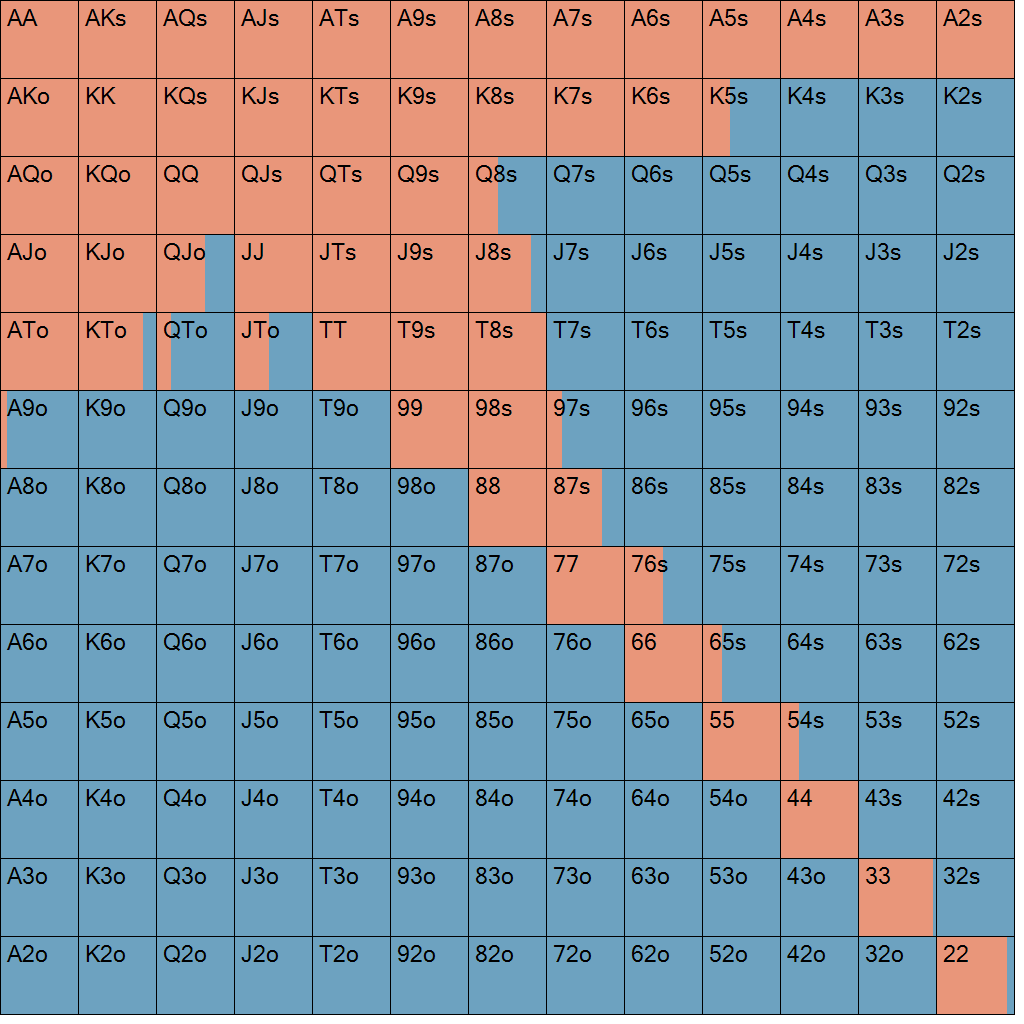 AA AKs AQs AJs ATs A9s A8s A7s A6s A5s A4s A3s A2s
AKo KK KQs KJs KTs K9s K8s K7s K6s K5s K4s K3s K2s
AQo KQo QQ QJs QTs Q9s Q8s Q7s Q6s Q5s Q4s Q3s Q2s
AJo KJo QJo JJ JTs J9s J8s J7s J6s J5s J4s J3s J2s
ATo KTo QTo JTo TT T9s T8s T7s T6s T5s T4s T3s T2s
A9o K9o Q9o J9o T9o 99 98s 97s 96s 95s 94s 93s 92s
A8o K8o Q8o J8o T8o 98o 88 87s 86s 85s 84s 83s 82s
A7o K7o Q7o J7o T7o 97o 87o 77 76s 75s 74s 73s 72s
A6o K6o Q6o J6o T6o 96o 86o 76o 66 65s 64s 63s 62s
A5o K5o Q5o J5o T5o 95o 85o 75o 65o 55 54s 53s 52s
A4o K4o Q4o J4o T4o 94o 84o 74o 64o 54o 44 43s 42s
A3o K3o Q3o J3o T3o 93o 83o 73o 63o 53o 43o 33 32s
A2o K2o Q2o J2o T2o 92o 82o 72o 62o 52o 42o 32o 22